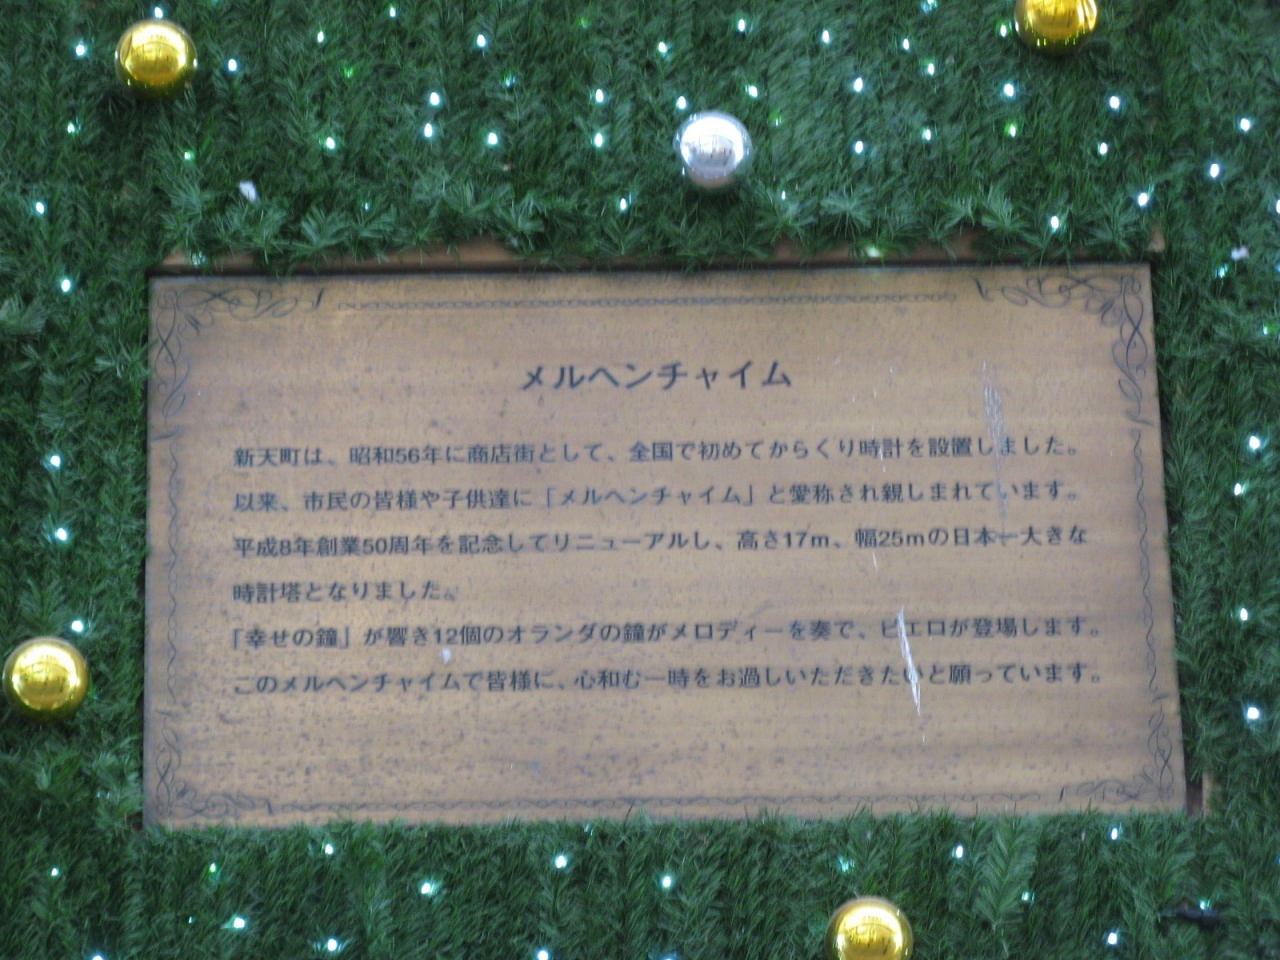 メルヘンチャイム
新天町は、昭和56年に商店街として、全国で初めてからくり時計を設置しました。
以来、市民の皆様や子供達に「メルヘンチャイム」と愛称され親しまれています。
平成8年創業50周年を記念してリニューアルし、高さ17m、幅25mの日本一大きな
時計塔となりました。
「幸せの鐘」が響き12個のオランダの鐘がメロディーを奏で、ピエロが登場します。
このメルヘンチャイムで皆様に、心和む一時をお過しいただきたいと願っています。